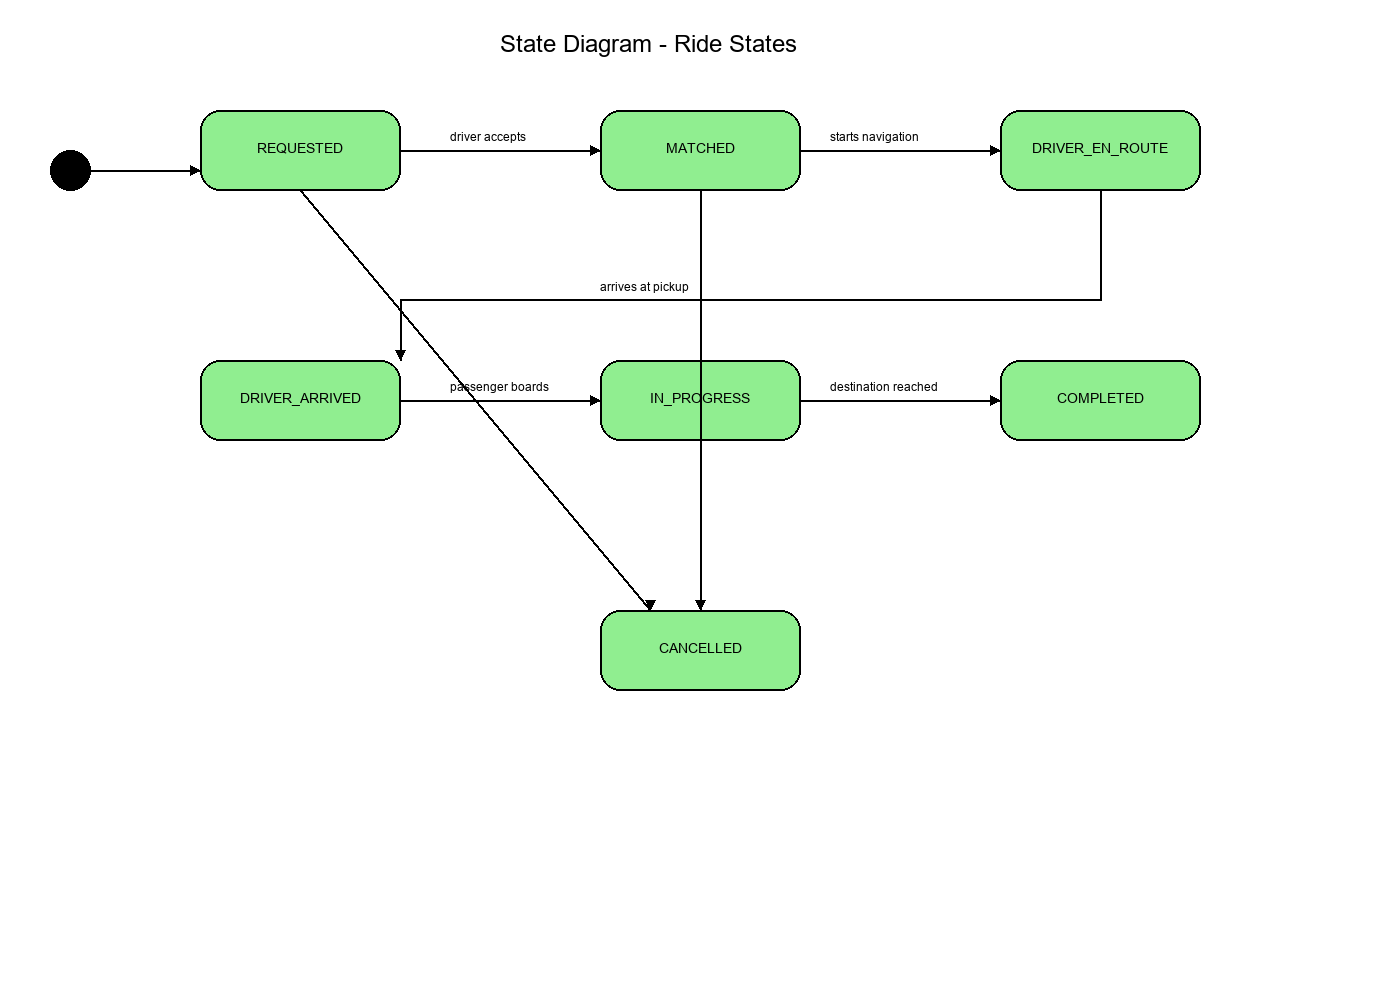 State Diagram - Ride States
REQUESTED
driver accepts
MATCHED
starts navigation
DRIVER_EN_ROUTE
arrives at pickup
DRIVER_ARRIVED
passenger boards
IN_PROGRESS
destination reached
COMPLETED
CANCELLED